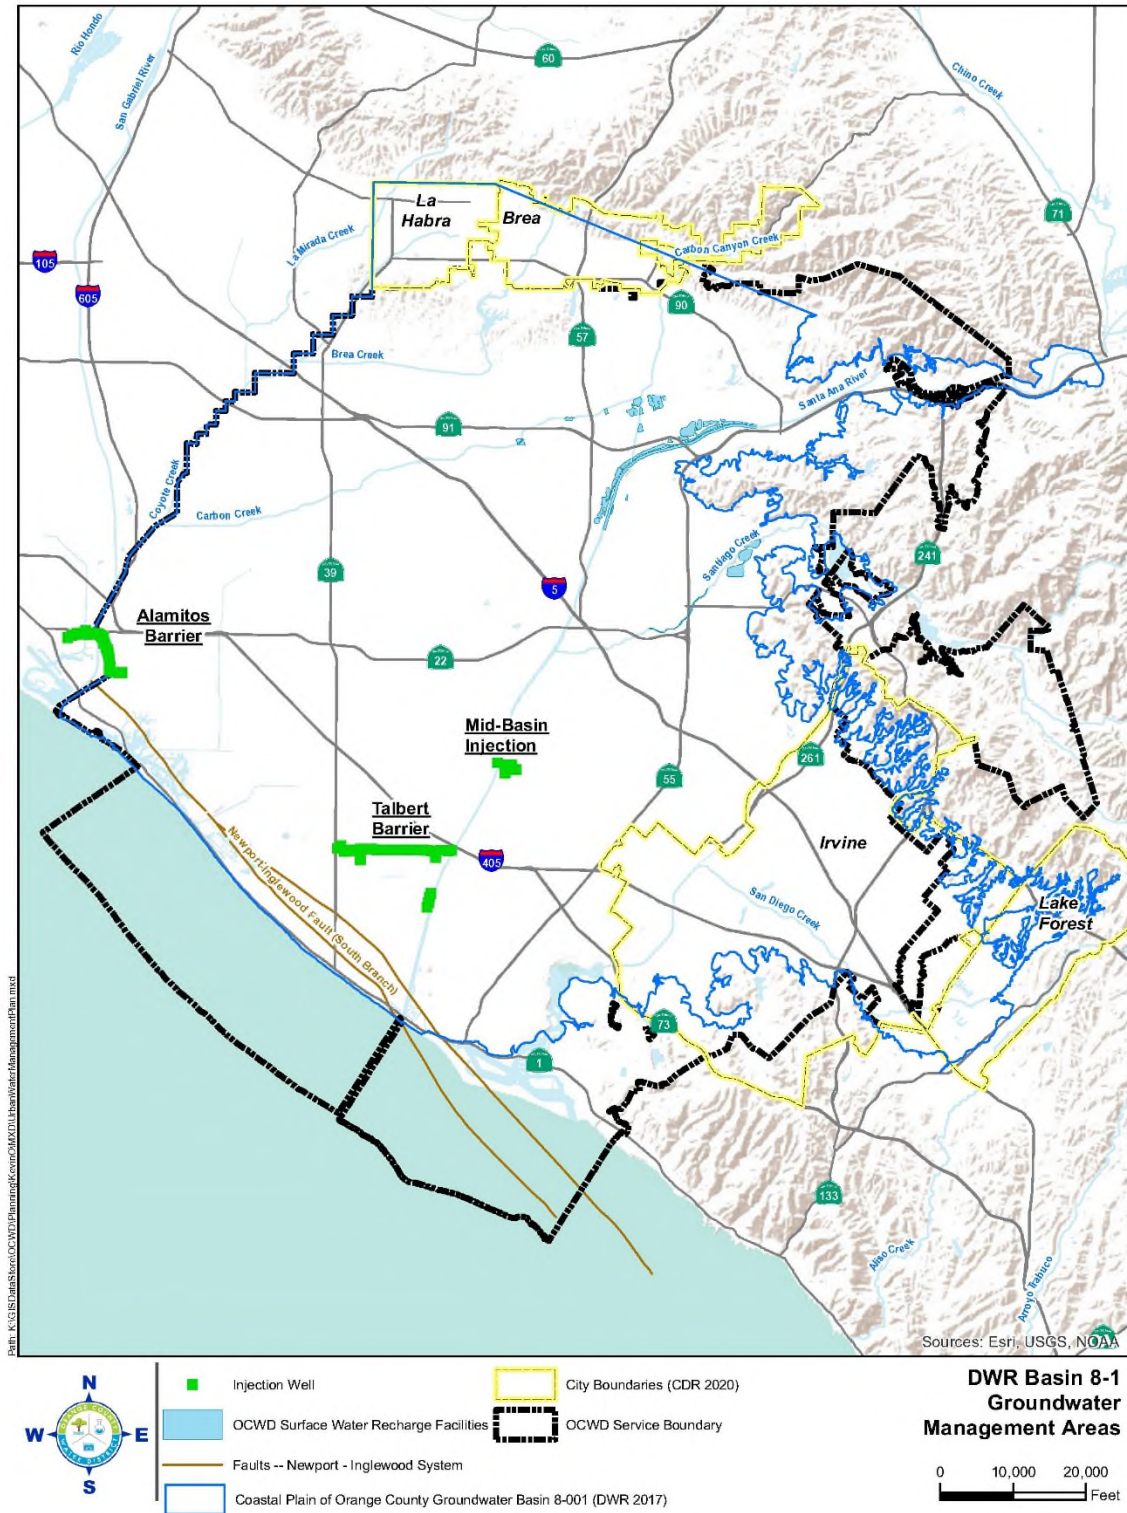 Rio Hondo
San Gabriel River
60
Chino Creek
La
Habra
Brea
71
La Mirada Creek
Carbon Canyon Creek
105
605
90
57
Brea Creek
Santa Ana River
91
Coyote Creek
Carbon Creek
Santiago Creek
241
39
5
Alamitos
Barrier
22
Mid-Basin
Injection
261
55
Talbert
Barrier
Newport-Inglewood Fault (South Branch)
405
Irvine
San Diego Creek
Lake
Forest
73
1
133
Aliso Creek
Arroyo Trabuco
Sources: Esri, USGS, NOAA
N
W
E
S
ORANGE COUNTY
WATER DISTRICT
Injection Well
OCWD Surface Water Recharge Facilities
Faults -- Newport - Inglewood System
Coastal Plain of Orange County Groundwater Basin 8-001 (DWR 2017)
City Boundaries (CDR 2020)
OCWD Service Boundary
DWR Basin 8-1
Groundwater
Management Areas
0 10,000 20,000
Feet